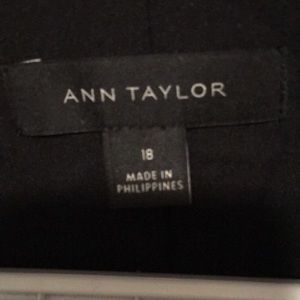 ANN TAYLOR
18
MADE IN
PHILIPPINES